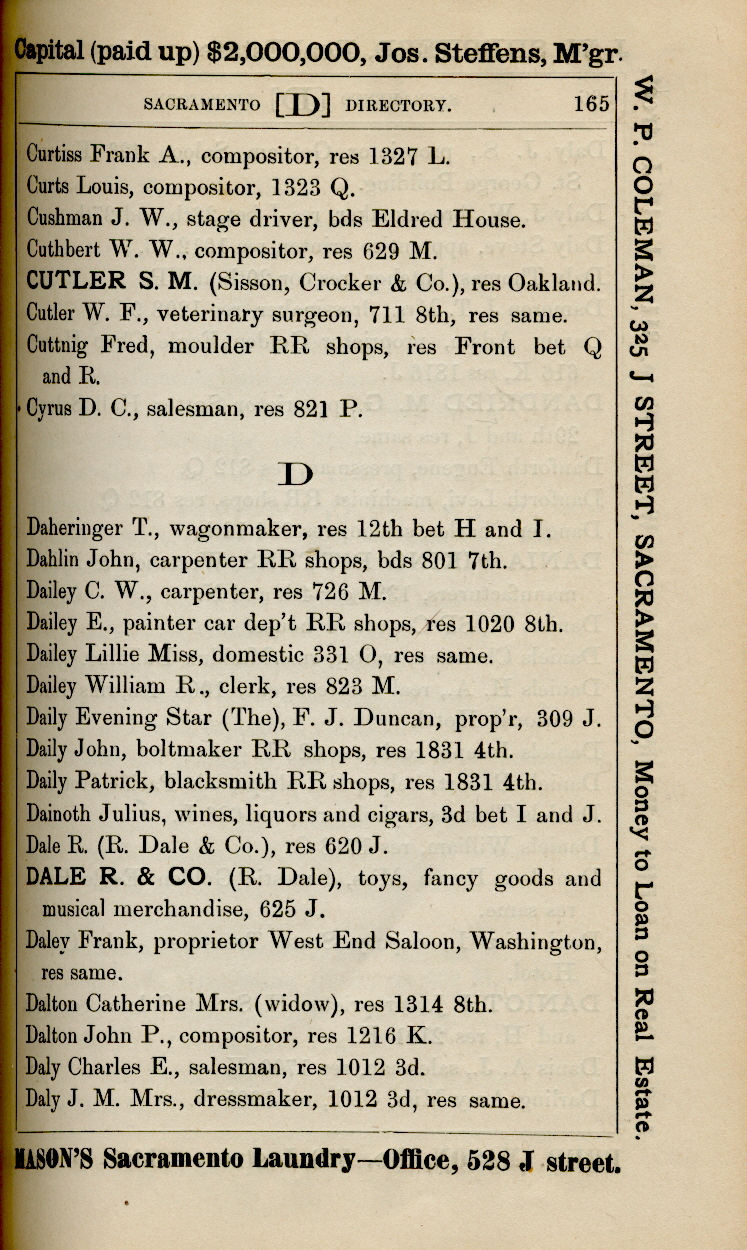 Capital (paid up) $2,000,000, Jos. Steffens, M'gr.
SACRAMENTO [D] DIRECTORY. 165
Curtiss Frank A., compositor, res 1327 L.
Curts Louis, compositor, 1323 Q.
Cushman J. W., stage driver, bds Eldred House.
Cuthbert W. W., compositor, res 629 M.
CUTLER S. M. (Sisson, Crocker & Co.), res Oakland.
Cutler W. F., veterinary surgeon, 711 8th, res same.
Cuttnig Fred, moulder RR shops, res Front bet Q
and R.
Cyrus D. C., salesman, res 821 P.
D
Daheringer T., wagonmaker, res 12th bet H and I.
Dahlin John, carpenter RR shops, bds 801 7th.
Dailey C. W., carpenter, res 726 M.
Dailey E., painter car dep't RR shops, res 1020 8th.
Dailey Lillie Miss, domestic 331 O, res same.
Dailey William R., clerk, res 823 M.
Daily Evening Star (The), F. J. Duncan, prop'r, 309 J.
Daily John, boltmaker RR shops, res 1831 4th.
Daily Patrick, blacksmith RR shops, res 1831 4th.
Dainoth Julius, wines, liquors and cigars, 3d bet I and J.
Dale R. (R. Dale & Co.), res 620 J.
DALE R. & CO. (R. Dale), toys, fancy goods and
musical merchandise, 625 J.
Daley Frank, proprietor West End Saloon, Washington,
res same.
Dalton Catherine Mrs. (widow), res 1314 8th.
Dalton John P., compositor, res 1216 K.
Daly Charles E., salesman, res 1012 3d.
Daly J. M. Mrs., dressmaker, 1012 3d, res same.
MASON'S Sacramento Laundry—Office, 528 J street.
W. P. COLEMAN, 325 J STREET, SACRAMENTO, Money to Loan on Real Estate.